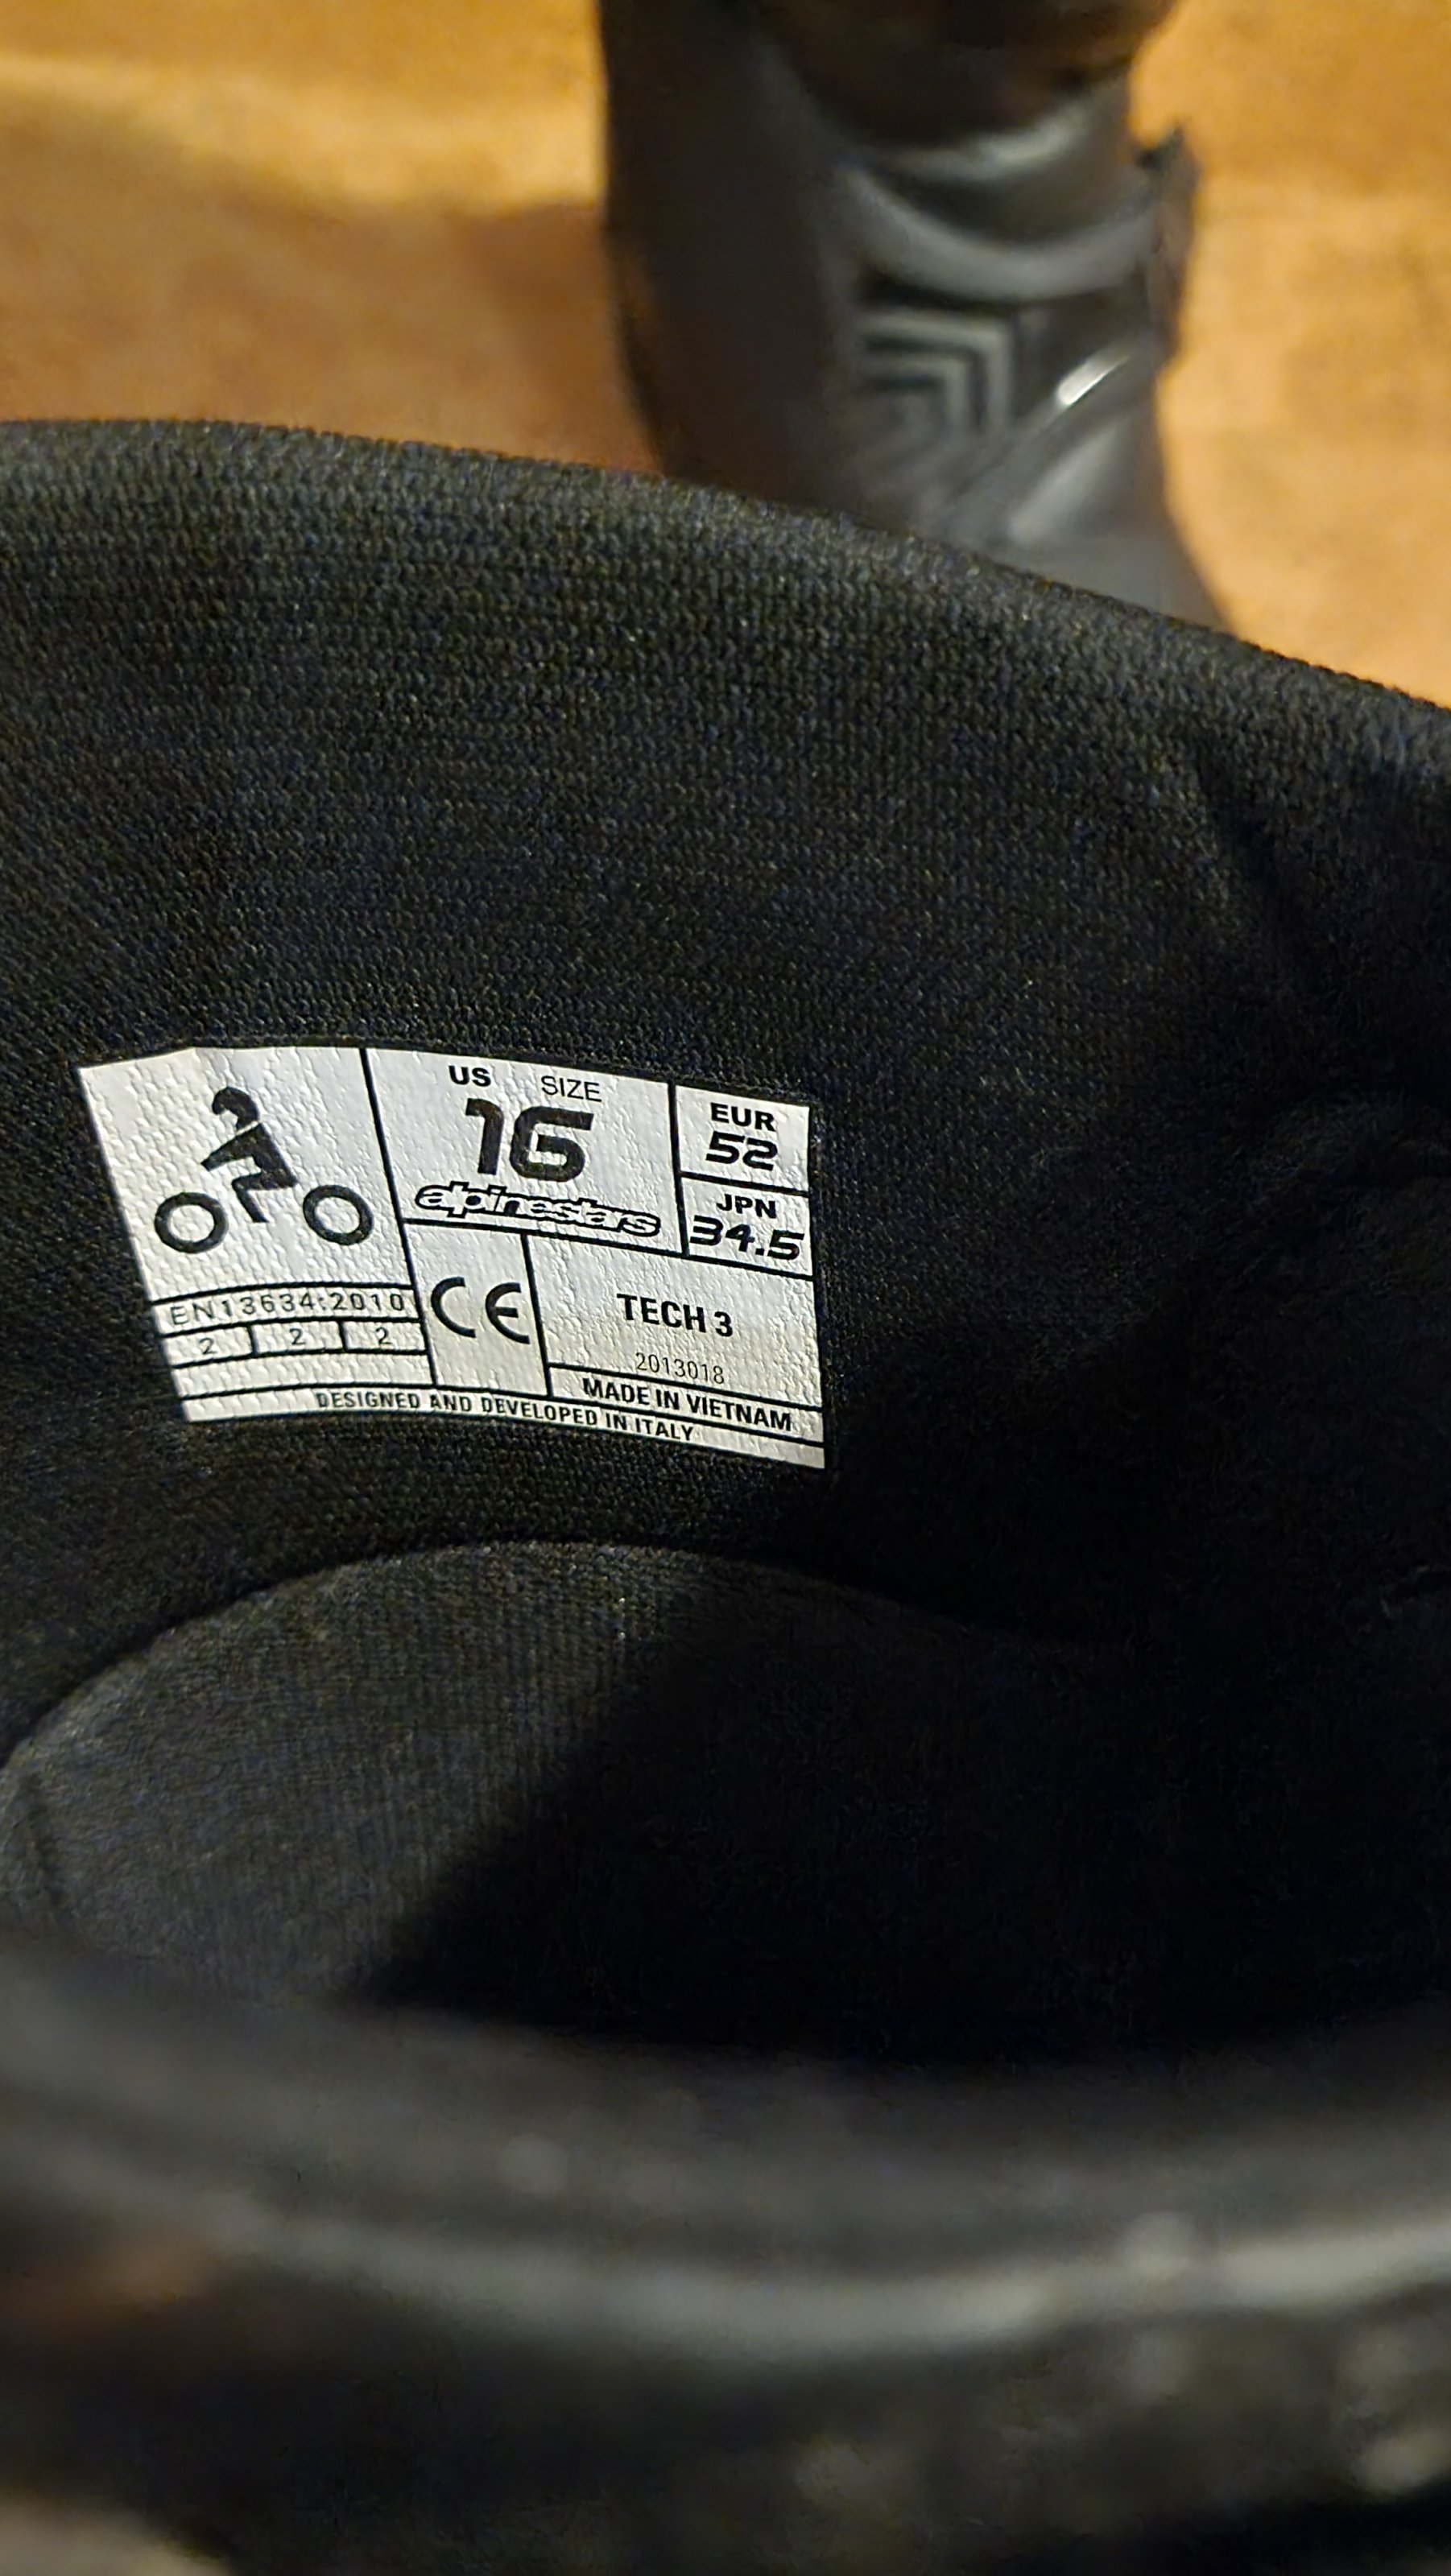 US SIZE
16
alpinestars
EUR
52
JPN
34.5
EN13634:2010
2 2 2
CE
TECH 3
2013018
MADE IN VIETNAM
DESIGNED AND DEVELOPED IN ITALY